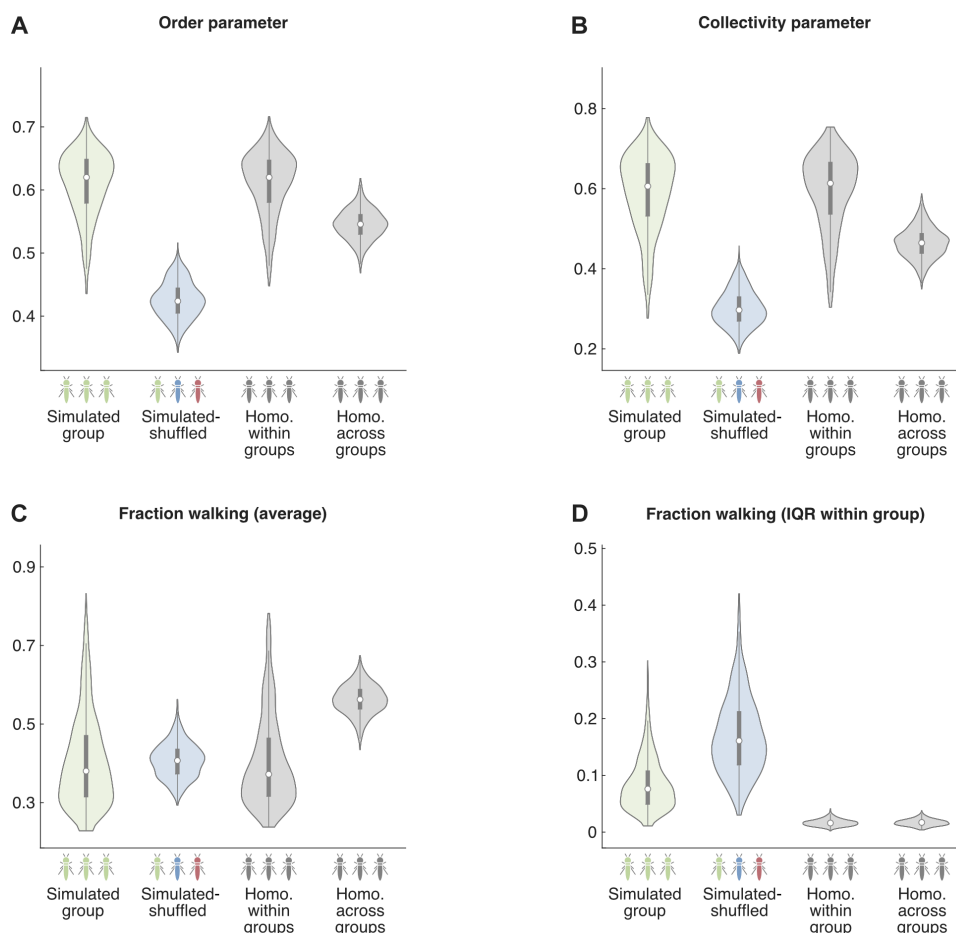 A
Order parameter
0.7
0.6
0.5
0.4
Simulated
group
Simulated-
shuffled
Homo.
within
groups
Homo.
across
groups
B
Collectivity parameter
0.8
0.6
0.4
0.2
Simulated
group
Simulated-
shuffled
Homo.
within
groups
Homo.
across
groups
C
Fraction walking (average)
0.9
0.7
0.5
0.3
Simulated
group
Simulated-
shuffled
Homo.
within
groups
Homo.
across
groups
D
Fraction walking (IQR within group)
0.5
0.4
0.3
0.2
0.1
0
Simulated
group
Simulated-
shuffled
Homo.
within
group
Homo.
across
groups